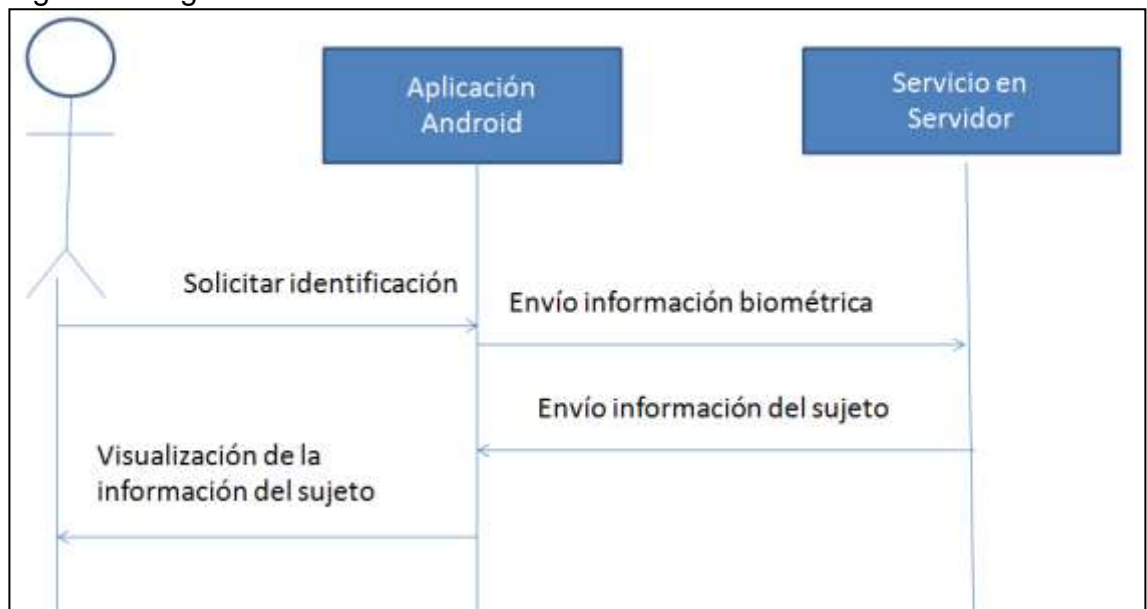 Aplicación
Android
Servicio en
Servidor
Solicitar identificación
Envío información biométrica
Envío información del sujeto
Visualización de la
información del sujeto